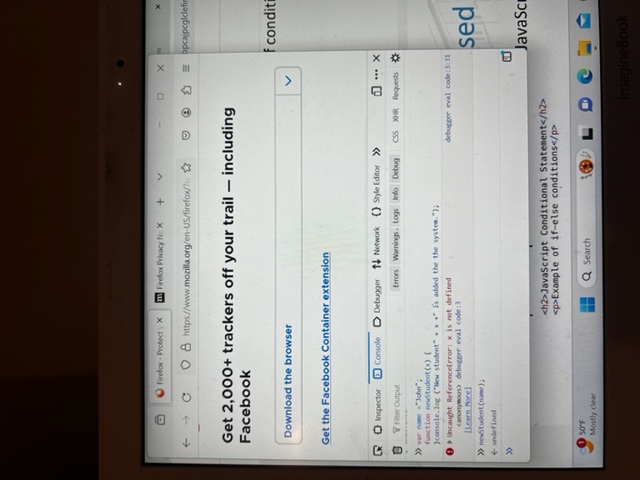 Firefox - Protect y
m Firefox Privacy No
https://www.mozilla.org/en-US/firefox/?u
opcajpcglclefin
Get 2,000+ trackers off your trail — including
Facebook
f conditi
Download the browser
Get the Facebook Container extension
Inspector Console Debugger Network {} Style Editor
Filter Output Errors Warnings Logs Info Debug CSS XHR Requests
>> var name ="John";
function newStudent(x) {
}console.log ("New student" + x +" is added the the system.");
Uncaught ReferenceError: x is not defined debugger eval code:3:31
<anonymous> debugger eval code:3
[Learn More]
sed
>> newStudent(name);
← undefined
>>
JavaSc
<h2>JavaScript Conditional Statement</h2>
<p>Example of if-else conditions</p>
1 50°F
Mostly clear
Search
ImagineBook